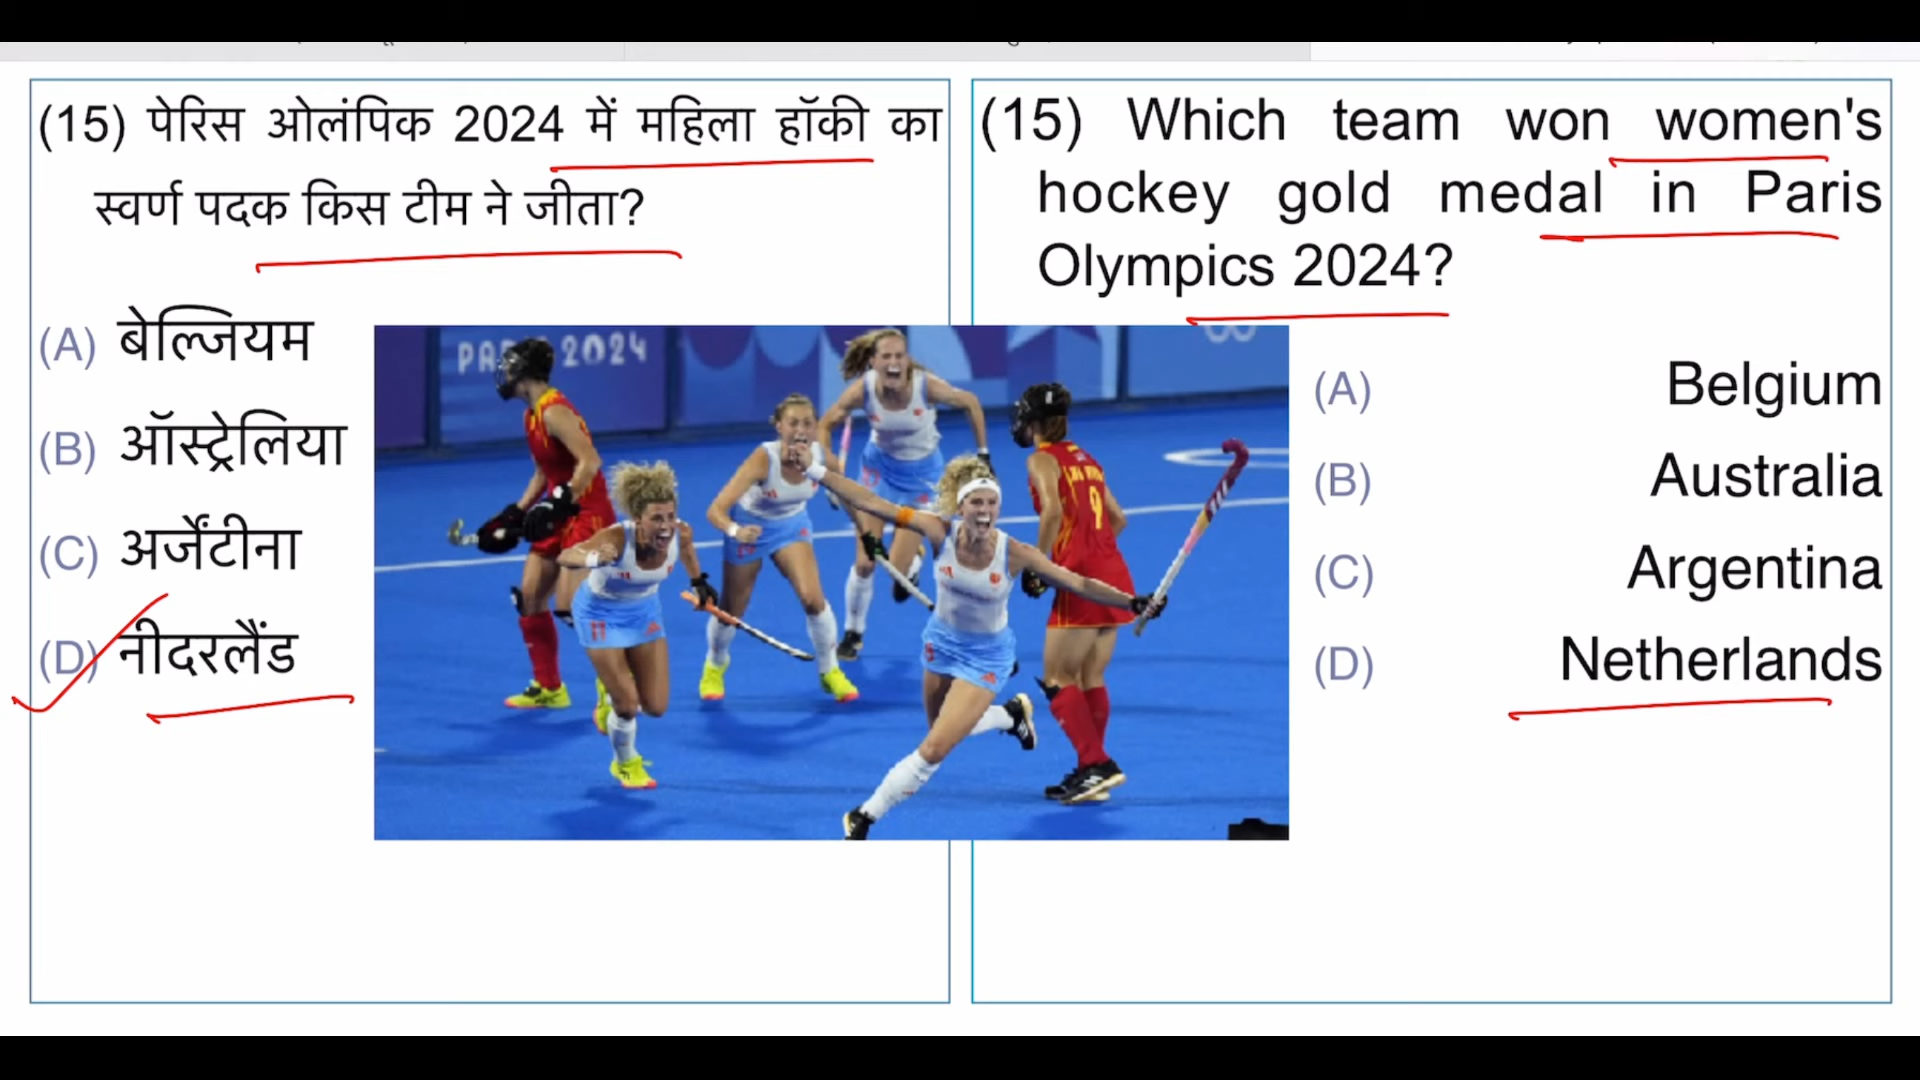 (15) पेरिस ओलंपिक 2024 में महिला हॉकी का
स्वर्ण पदक किस टीम ने जीता?
(A) बेल्जियम
(B) ऑस्ट्रेलिया
(C) अर्जेंटीना
(D) नीदरलैंड
(15) Which team won women's
hockey gold medal in Paris
Olympics 2024?
(A) Belgium
(B) Australia
(C) Argentina
(D) Netherlands
2024
9